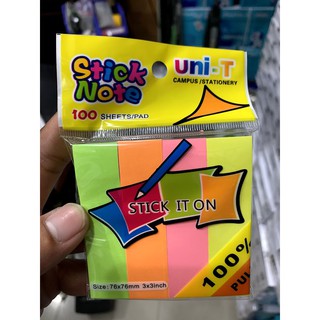 Stick
Note
100 SHEETS/PAD
uni-T
CAMPUS/STATIONERY
STICK IT ON
Size:76x76mm 3x3inch
100%